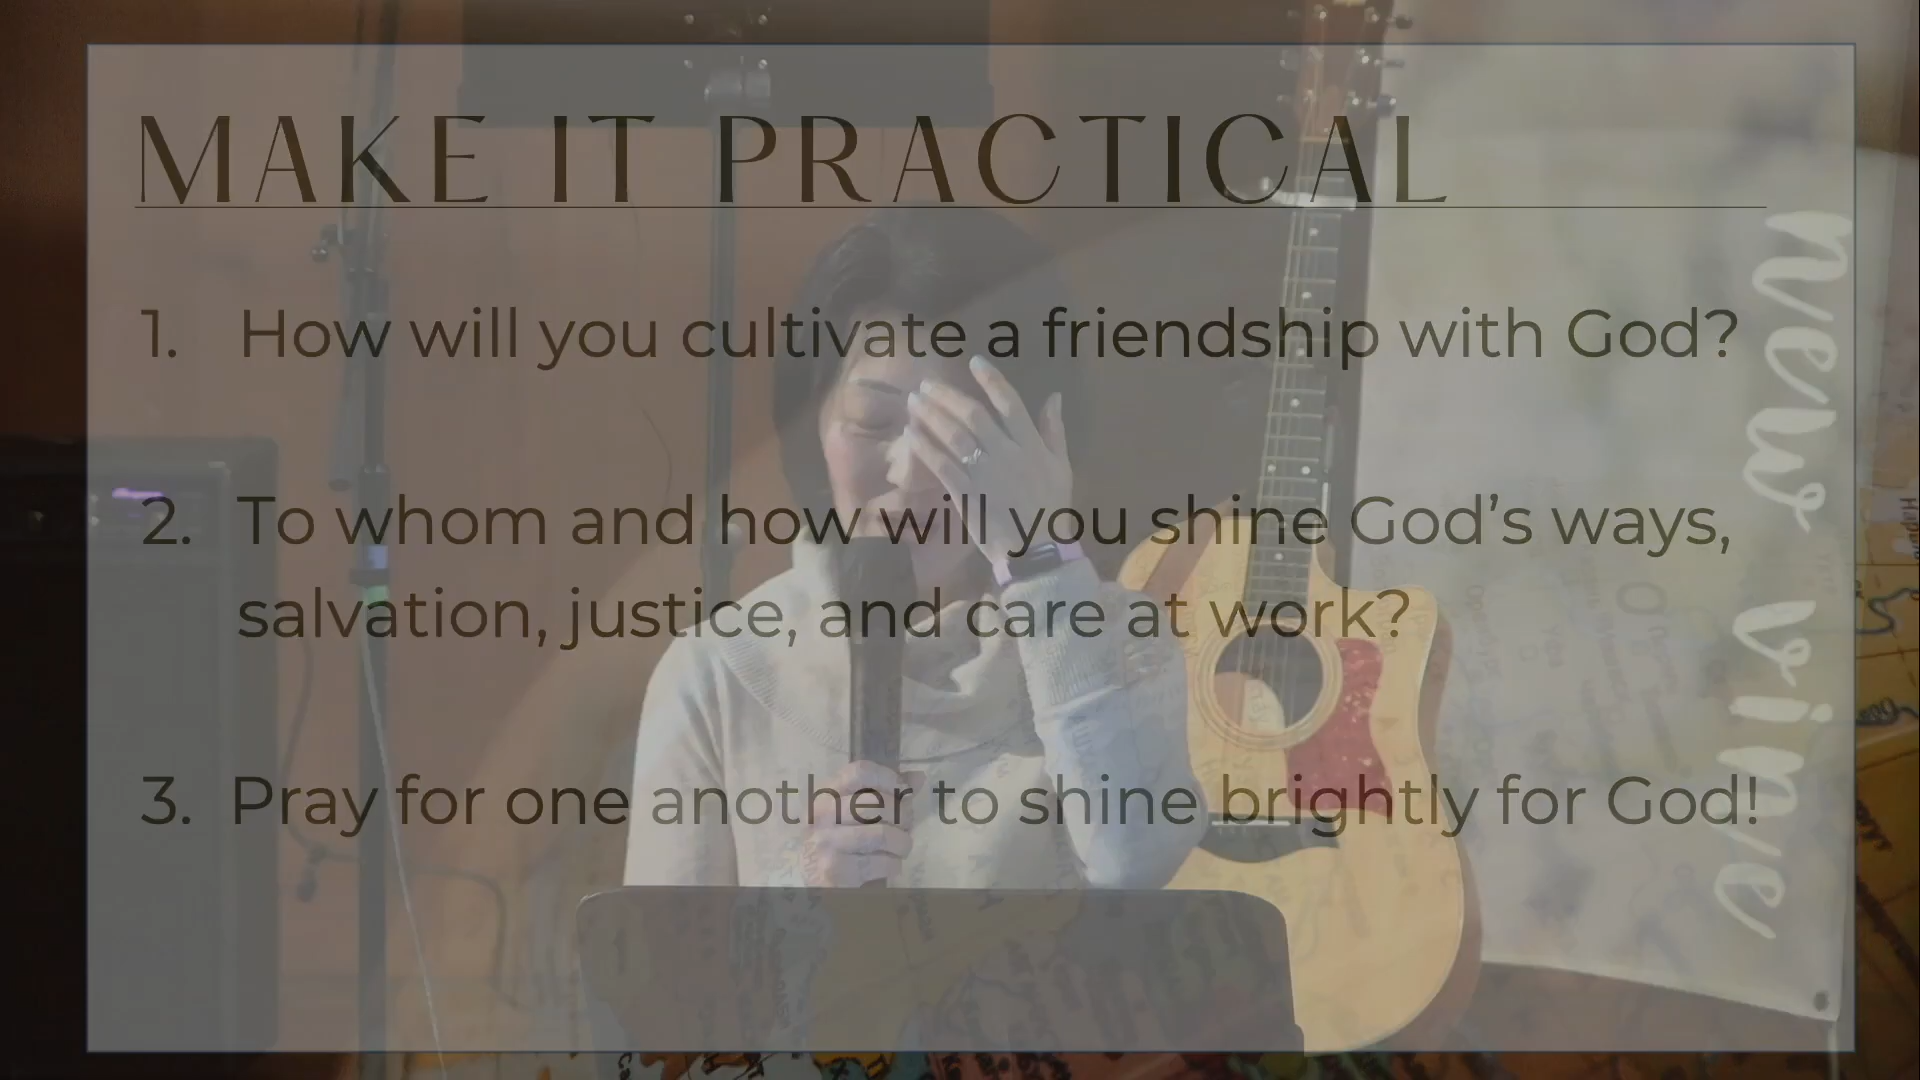 MAKE IT PRACTICAL
1. How will you cultivate a friendship with God?
2. To whom and how will you shine God's ways,
salvation, justice, and care at work?
3. Pray for one another to shine brightly for God!
new vine